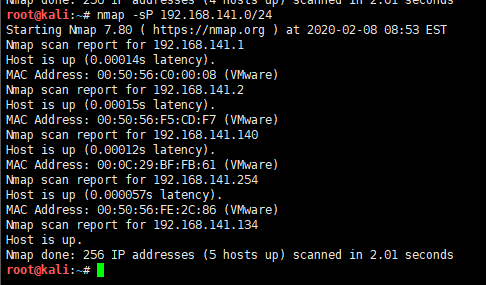 Nmap done: 256 IP addresses (4 hosts up) scanned in 2.01 seconds
root@kali:~# nmap -sP 192.168.141.0/24
Starting Nmap 7.80 ( https://nmap.org ) at 2020-02-08 08:53 EST
Nmap scan report for 192.168.141.1
Host is up (0.00014s latency).
MAC Address: 00:50:56:C0:00:08 (VMware)
Nmap scan report for 192.168.141.2
Host is up (0.00015s latency).
MAC Address: 00:50:56:F5:CD:F7 (VMware)
Nmap scan report for 192.168.141.140
Host is up (0.00012s latency).
MAC Address: 00:0C:29:BF:FB:61 (VMware)
Nmap scan report for 192.168.141.254
Host is up (0.000057s latency).
MAC Address: 00:50:56:FE:2C:86 (VMware)
Nmap scan report for 192.168.141.134
Host is up.
Nmap done: 256 IP addresses (5 hosts up) scanned in 2.01 seconds
root@kali:~#